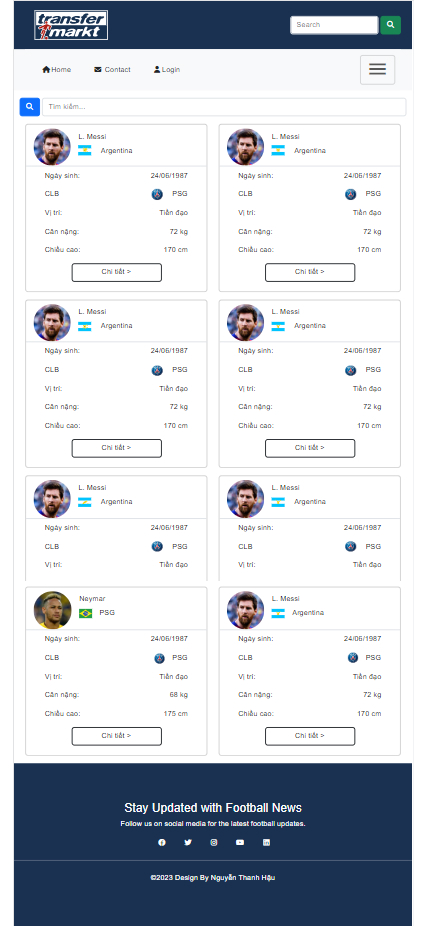 transfer
markt
Search
Home Contact Login
Tìm kiếm...
L. Messi
Argentina
Ngày sinh: 24/06/1987
CLB PSG
Vị trí: Tiền đạo
Cân nặng: 72 kg
Chiều cao: 170 cm
Chi tiết >
L. Messi
Argentina
Ngày sinh: 24/06/1987
CLB PSG
Vị trí: Tiền đạo
Cân nặng: 72 kg
Chiều cao: 170 cm
Chi tiết >
L. Messi
Argentina
Ngày sinh: 24/06/1987
CLB PSG
Vị trí: Tiền đạo
Cân nặng: 72 kg
Chiều cao: 170 cm
Chi tiết >
L. Messi
Argentina
Ngày sinh: 24/06/1987
CLB PSG
Vị trí: Tiền đạo
Cân nặng: 72 kg
Chiều cao: 170 cm
Chi tiết >
L. Messi
Argentina
Ngày sinh: 24/06/1987
CLB PSG
Vị trí: Tiền đạo
L. Messi
Argentina
Ngày sinh: 24/06/1987
CLB PSG
Vị trí: Tiền đạo
Neymar
PSG
Ngày sinh: 24/06/1987
CLB PSG
Vị trí: Tiền đạo
Cân nặng: 68 kg
Chiều cao: 175 cm
Chi tiết >
L. Messi
Argentina
Ngày sinh: 24/06/1987
CLB PSG
Vị trí: Tiền đạo
Cân nặng: 72 kg
Chiều cao: 170 cm
Chi tiết >
Stay Updated with Football News
Follow us on social media for the latest football updates.
©2023 Design By Nguyễn Thanh Hậu